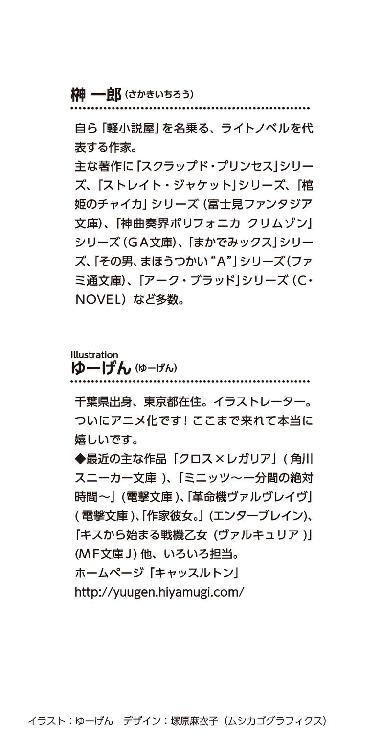 榊 一郎（さかきいちろう）
自ら「軽小説屋」を名乗る、ライトノベルを代
表する作家。
主な著作に『スクラップド・プリンセス』シリー
ズ、『ストレイト・ジャケット』シリーズ、『棺
姫のチャイカ』シリーズ（富士見ファンタジア
文庫）、『神曲奏界ポリフォニカ クリムゾン』
シリーズ（GA文庫）、『まかでみックス』シリー
ズ、『その男、まほうつかい“A”』シリーズ（ファ
ミ通文庫）、『アーク・ブラッド』シリーズ（C・
NOVEL）など多数。
Illustration
ゆーげん（ゆーげん）
千葉県出身、東京都在住。イラストレーター。
ついにアニメ化です！ここまで来れて本当に
嬉しいです。
◆最近の主な作品「クロス×レガリア」（角川
スニーカー文庫）、「ミニッツ～一分間の絶対
時間～」（電撃文庫）、「革命機ヴァルヴレイヴ」
（電撃文庫）、「作家彼女。」（エンターブレイン）、
「キスから始まる戦機乙女（ヴァルキュリア）」
（MF文庫J）他、いろいろ担当。
ホームページ「キャッスルトン」
http://yuugen.hiyamugi.com/
イラスト：ゆーげん　デザイン：塚原麻衣子（ムシカゴグラフィクス）